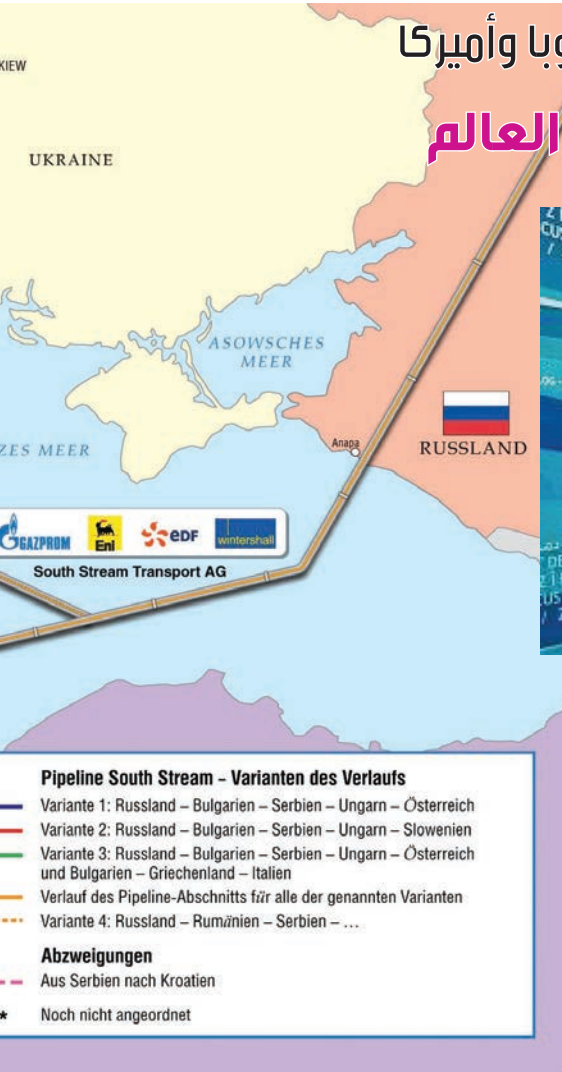 وبا وأميركا
العالم
KIEW
UKRAINE
ASOWSCHES
MEER
ZES MEER
Anapa
RUSSLAND
GAZPROM
Eni
eDF
wintershall
South Stream Transport AG
Pipeline South Stream – Varianten des Verlaufs
Variante 1: Russland – Bulgarien – Serbien – Ungarn – Österreich
Variante 2: Russland – Bulgarien – Serbien – Ungarn – Slowenien
Variante 3: Russland – Bulgarien – Serbien – Ungarn – Österreich
und Bulgarien – Griechenland – Italien
Verlauf des Pipeline-Abschnitts für alle der genannten Varianten
Variante 4: Russland – Rumänien – Serbien – ...
Abzweigungen
Aus Serbien nach Kroatien
* Noch nicht angeordnet